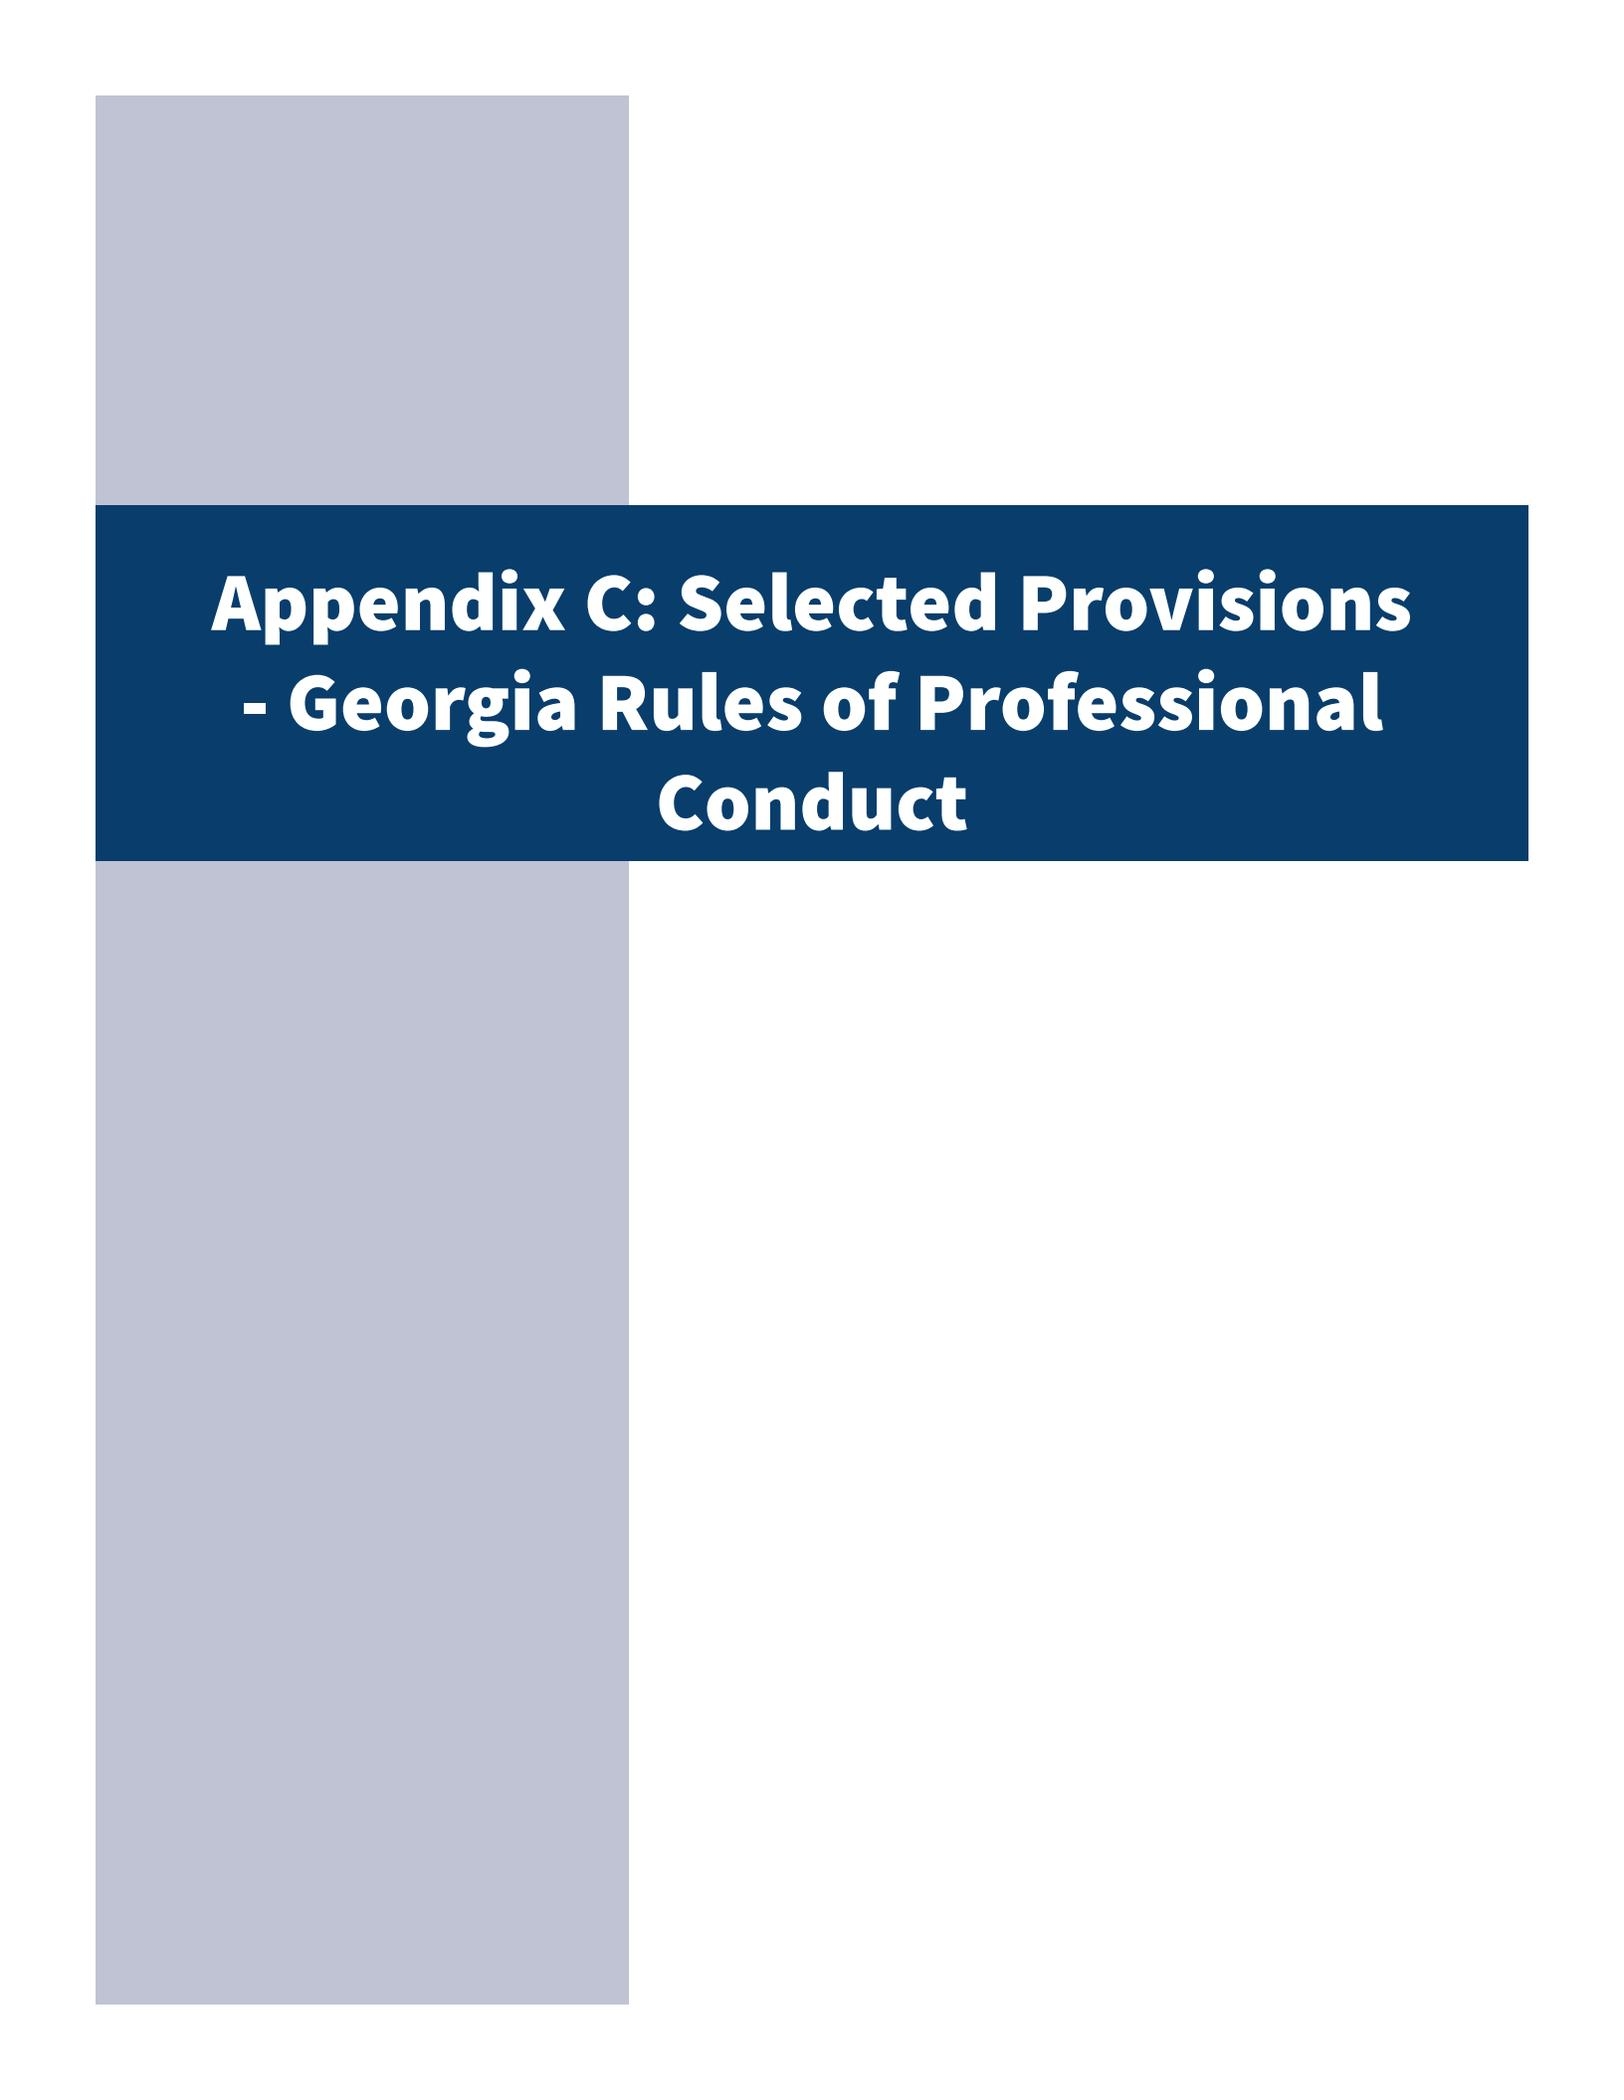 Appendix C: Selected Provisions
- Georgia Rules of Professional
Conduct